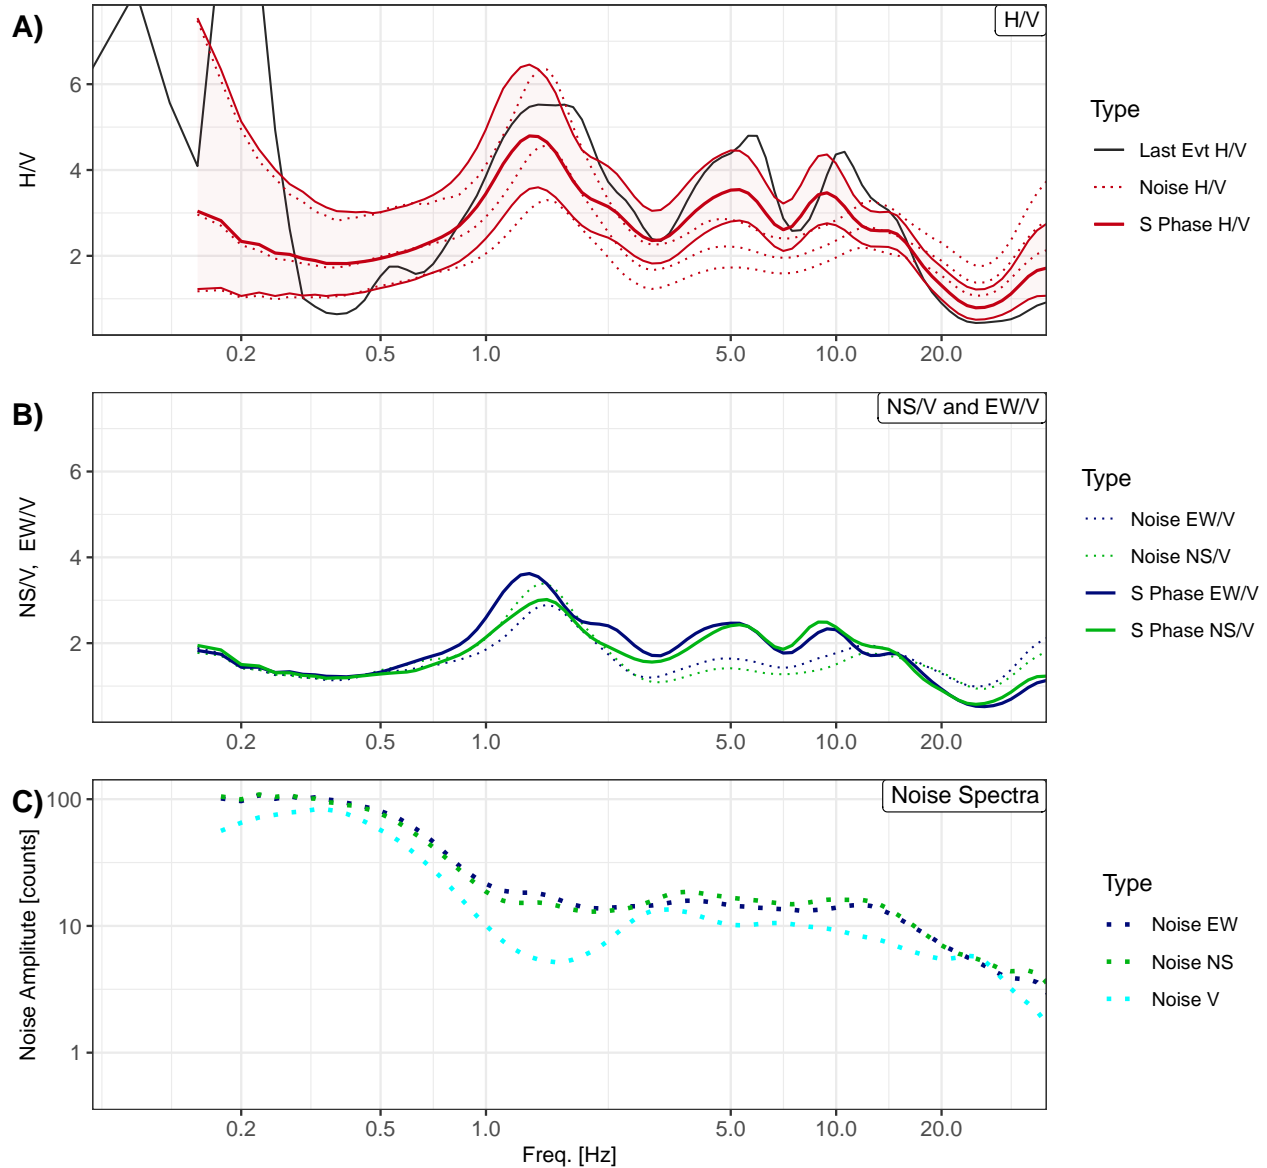 A)
H/V
6
4
2
H/V
0.2 0.5 1.0 5.0 10.0 20.0
Type
Last Evt H/V
Noise H/V
S Phase H/V
B)
NS/V and EW/V
6
4
2
NS/V, EW/V
0.2 0.5 1.0 5.0 10.0 20.0
Type
Noise EW/V
Noise NS/V
S Phase EW/V
S Phase NS/V
C)
Noise Spectra
100
10
1
Noise Amplitute [counts]
0.2 0.5 1.0 5.0 10.0 20.0
Freq. [Hz]
Type
Noise EW
Noise NS
Noise V